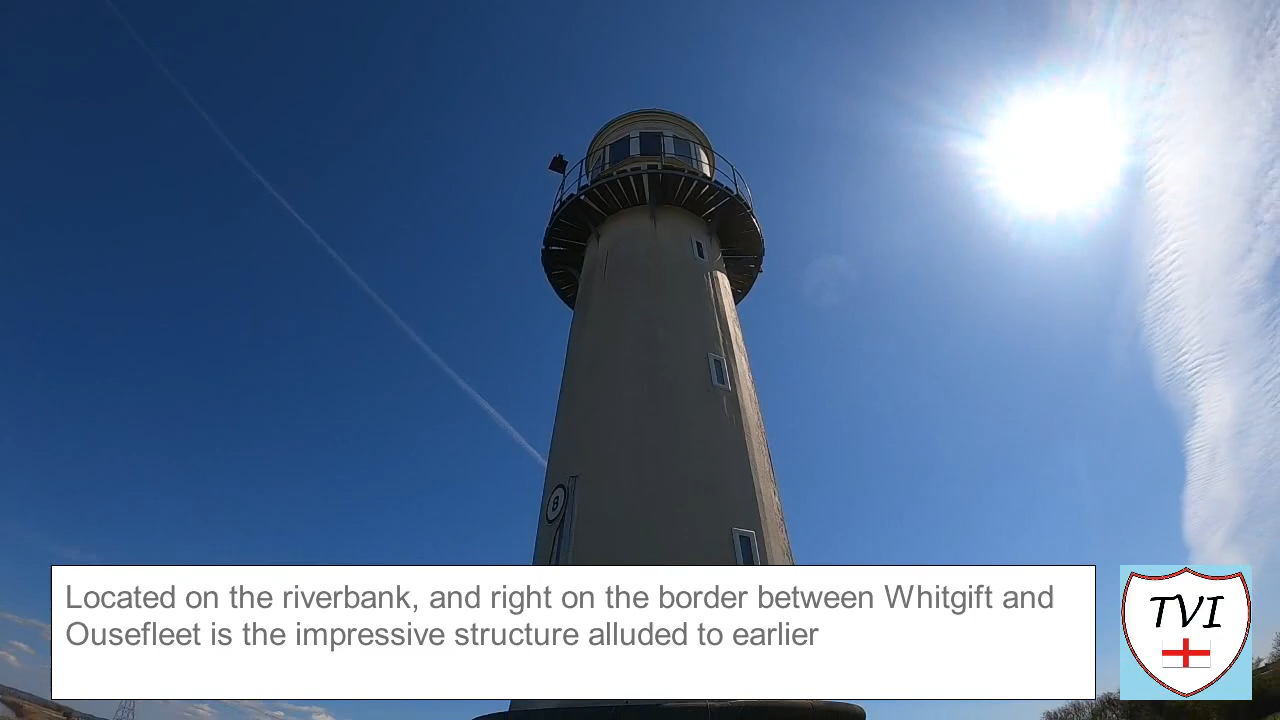 B
Located on the riverbank, and right on the border between Whitgift and
Ousefleet is the impressive structure alluded to earlier
TVI